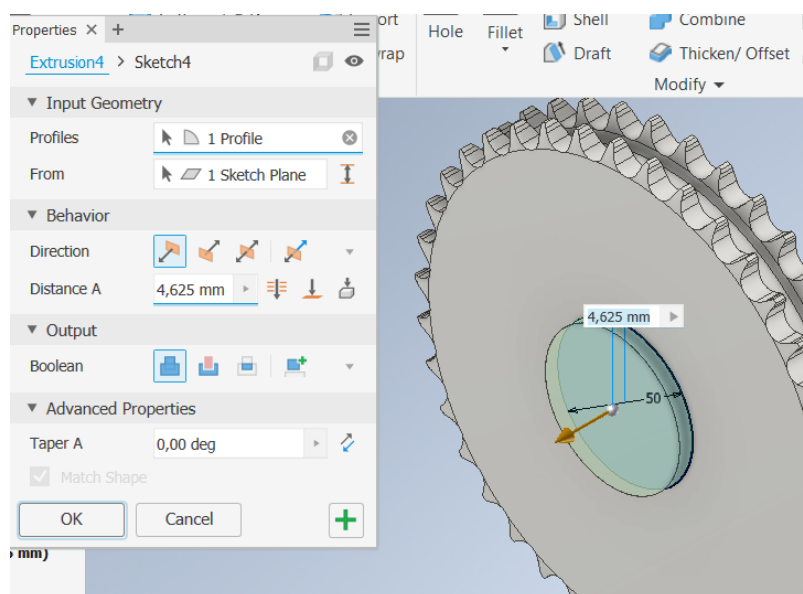 Properties × +
Extrusion4 > Sketch4
Input Geometry
Profiles 1 Profile
From 1 Sketch Plane
Behavior
Direction
Distance A 4,625 mm
Output
Boolean
Advanced Properties
Taper A 0,00 deg
Match Shape
OK Cancel +
mm)
ort
Hole
Fillet
Shell
Combine
rap
Draft
Thicken/ Offset
Modify
4,625 mm
50